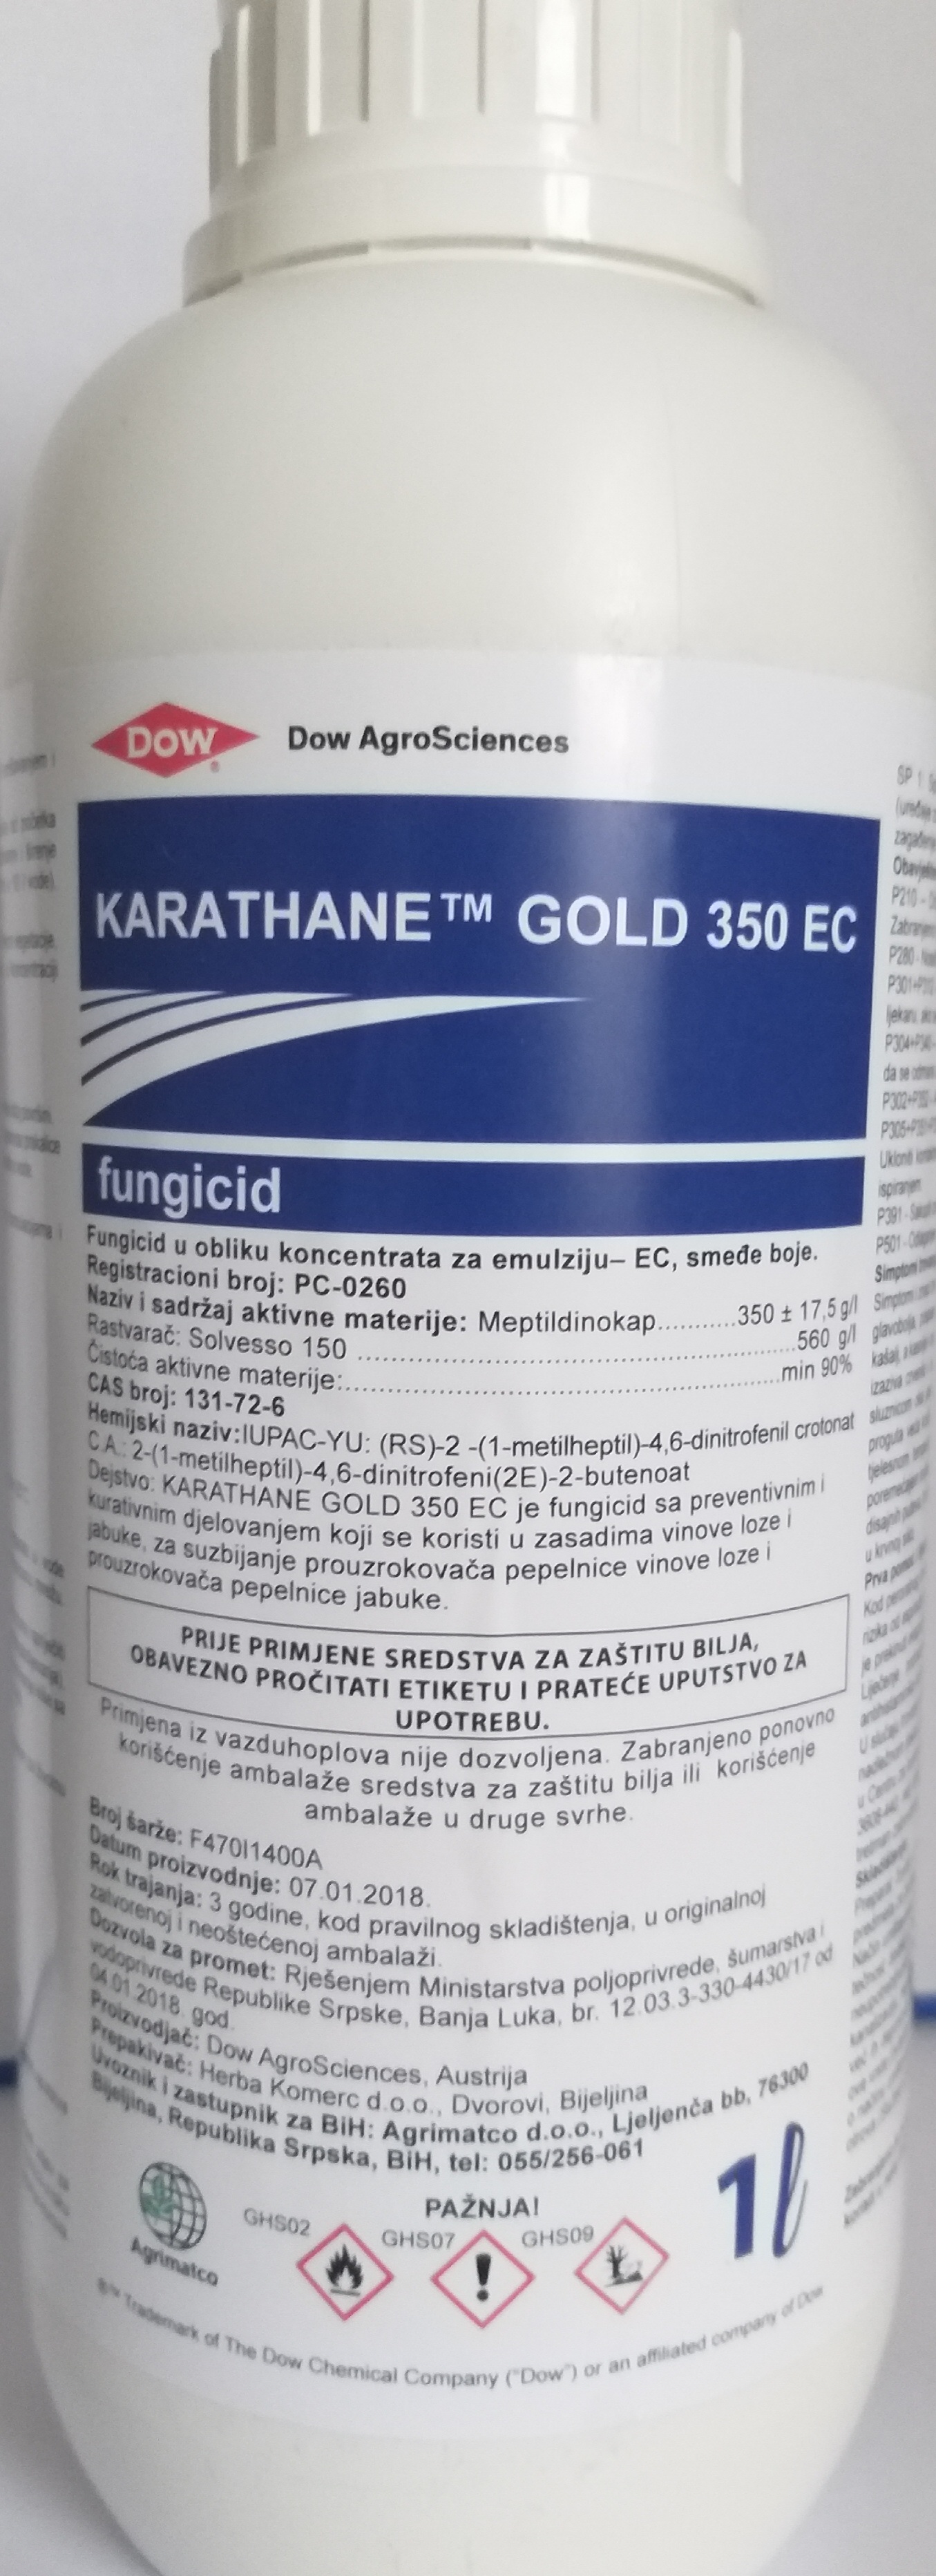 DOW
Dow AgroSciences
KARATHANE™ GOLD 350 EC
fungicid
Fungicid u obliku koncentrata za emulziju– EC, smeđe boje.
Registracioni broj: PC-0260
Naziv i sadržaj aktivne materije: Meptildinokap...........350 ± 17,5 g/l
Rastvarač: Solvesso 150 ..........................................................560 g/l
Čistoća aktivne materije:..........................................................min 90%
CAS broj: 131-72-6
Hemijski naziv:IUPAC-YU: (RS)-2 -(1-metilheptil)-4,6-dinitrofenil crotonat
C.A.: 2-(1-metilheptil)-4,6-dinitrofeni(2E)-2-butenoat
Dejstvo: KARATHANE GOLD 350 EC je fungicid sa preventivnim i
kurativnim djelovanjem koji se koristi u zasadima vinove loze i
jabuke, za suzbijanje prouzrokovača pepelnice vinove loze i
prouzrokovača pepelnice jabuke.
PRIJE PRIMJENE SREDSTVA ZA ZAŠTITU BILJA,
OBAVEZNO PROČITATI ETIKETU I PRATEĆE UPUTSTVO ZA
UPOTREBU.
Primjena iz vazduhoplova nije dozvoljena. Zabranjeno ponovno
korišćenje ambalaže sredstva za zaštitu bilja ili korišćenje
ambalaže u druge svrhe.
Broj šarže: F470I1400A
Datum proizvodnje: 07.01.2018.
Rok trajanja: 3 godine, kod pravilnog skladištenja, u originalnoj
zatvorenoj i neoštećenoj ambalaži.
Dozvola za promet: Rješenjem Ministarstva poljoprivrede, šumarstva i
vodoprivrede Republike Srpske, Banja Luka, br. 12.03.3-330-4430/17 od
04.01.2018. god.
Proizvodjač: Dow AgroSciences, Austrija
Prepakivač: Herba Komerc d.o.o., Dvorovi, Bijeljina
Uvoznik i zastupnik za BiH: Agrimatco d.o.o., Ljeljenča bb, 76300
Bijeljina, Republika Srpska, BiH, tel: 055/256-061
PAŽNJA!
GHS02
GHS07
GHS09
1l
Agrimatco
®™ Trademark of The Dow Chemical Company ("Dow") or an affiliated company of Dow
SP 1
P210
P280
P391
P501
Prva pomoć